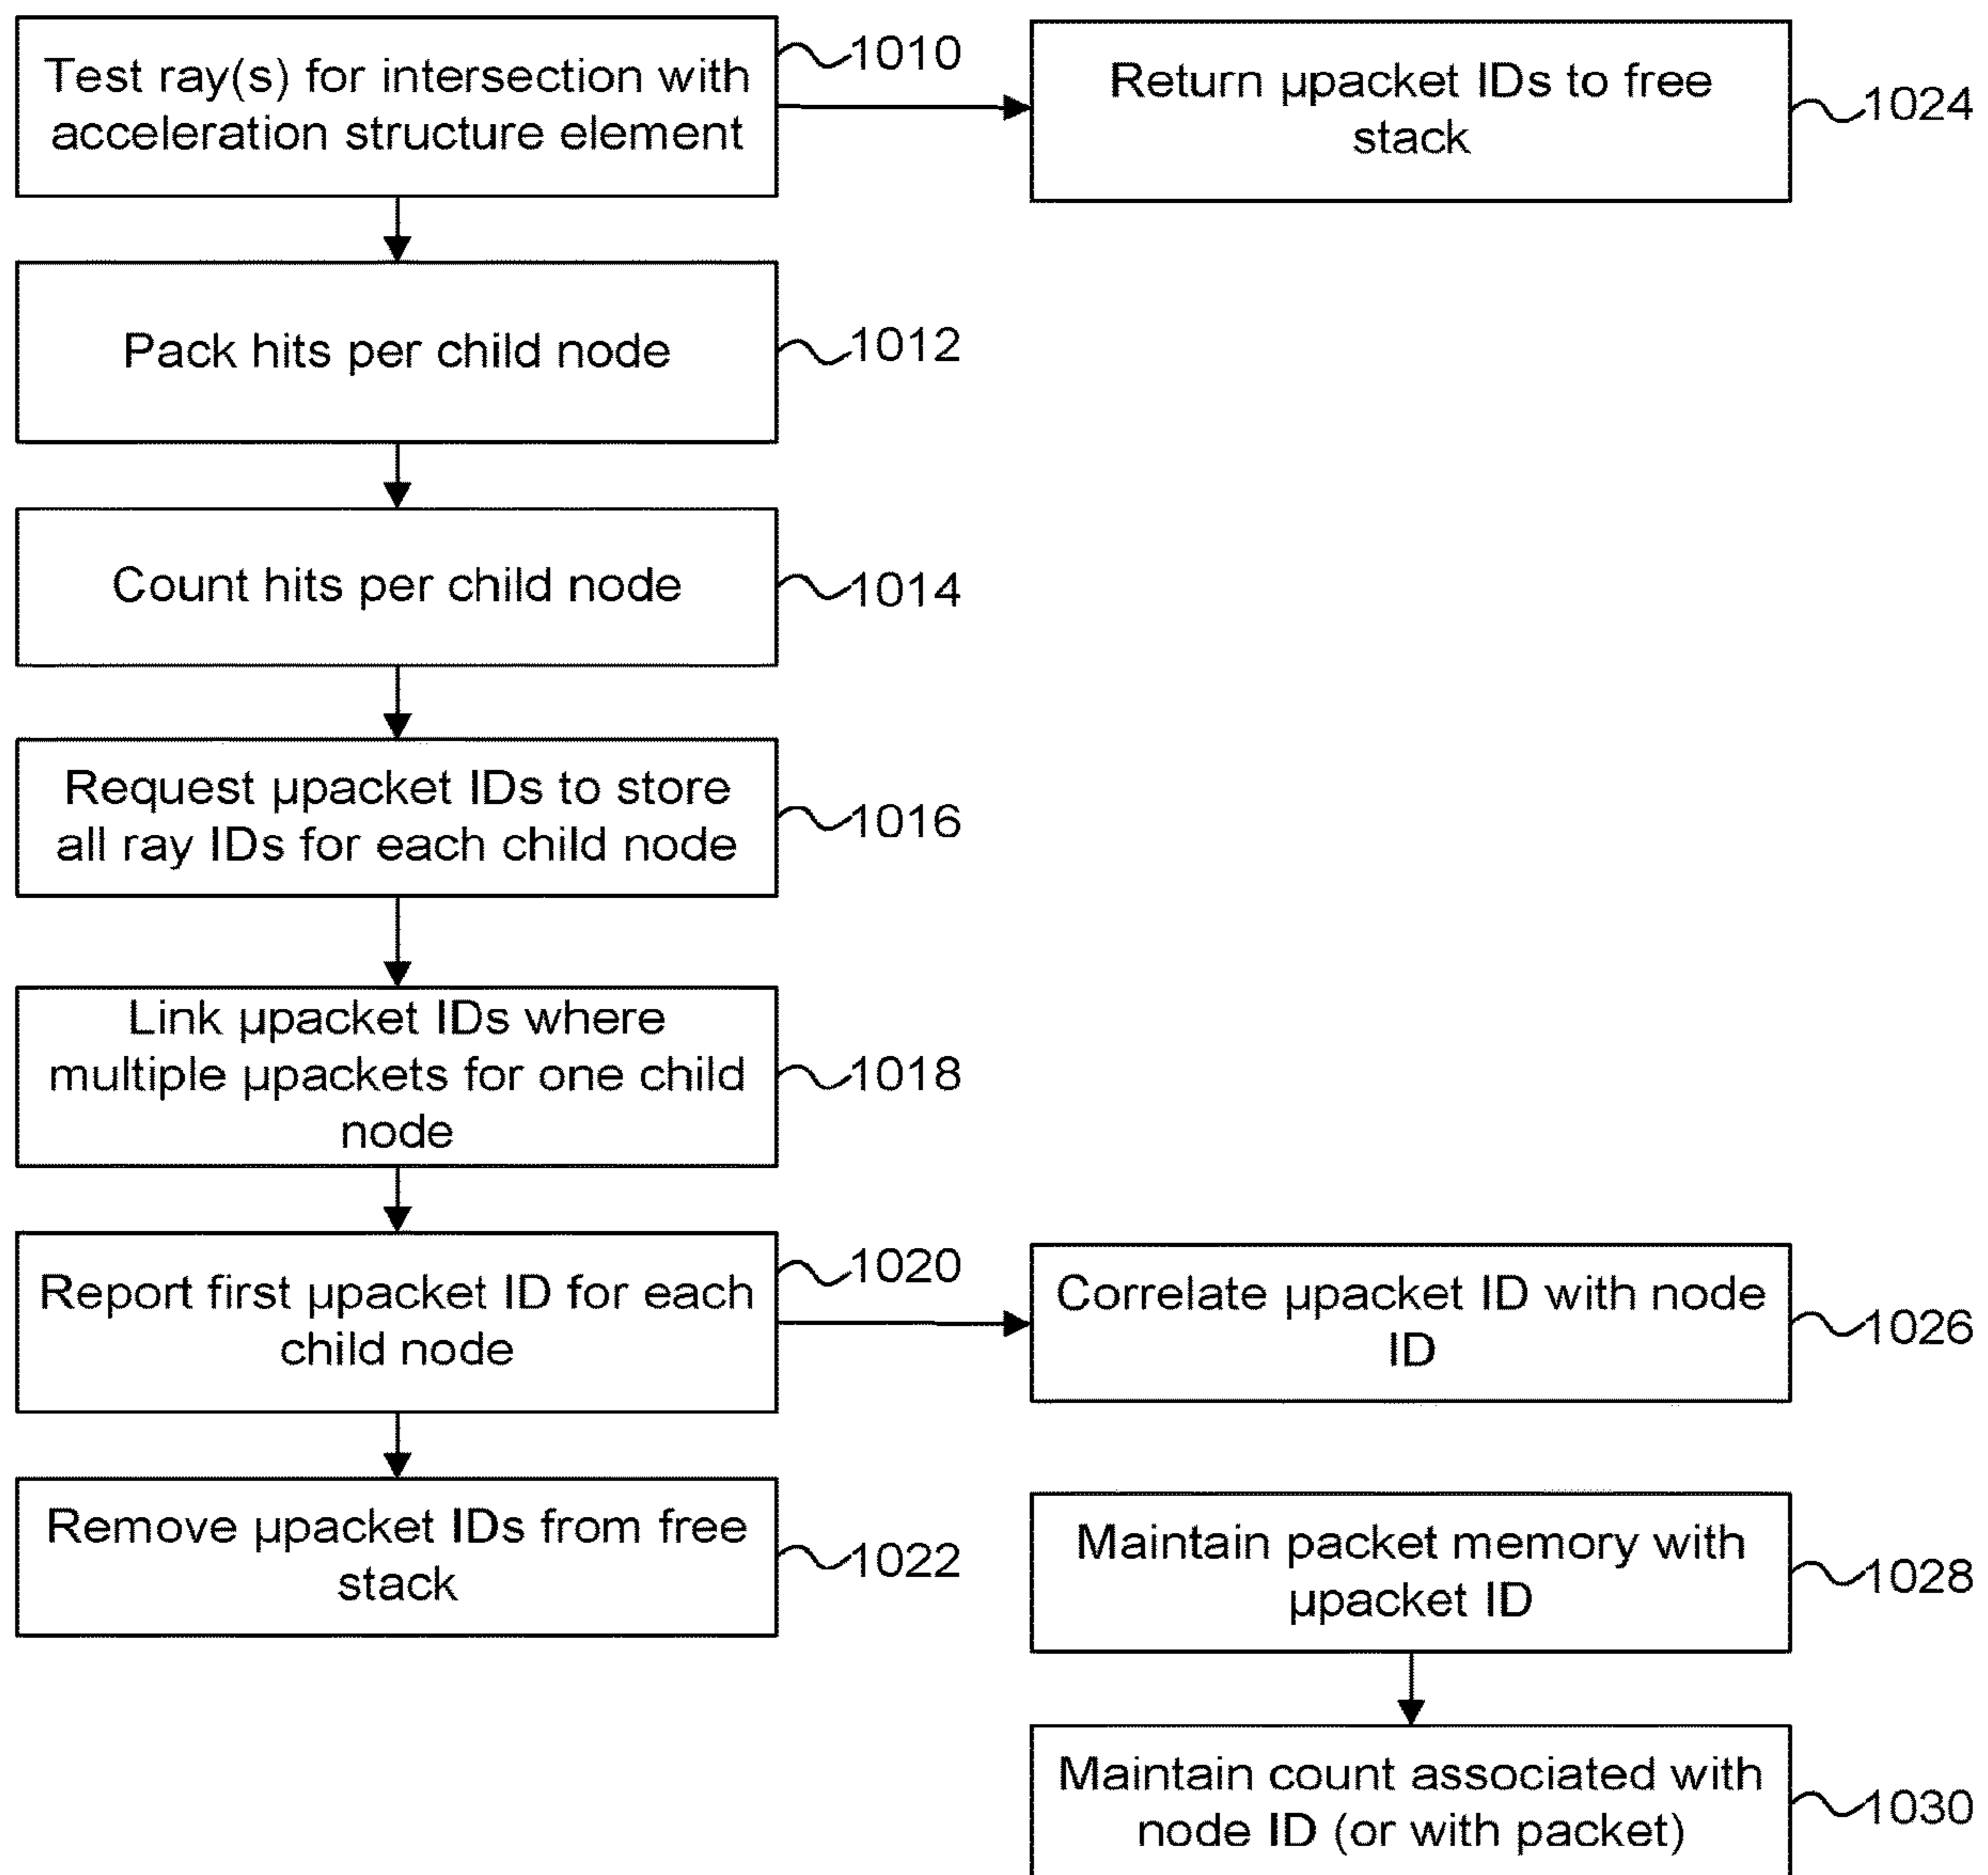 Test ray(s) for intersection with
acceleration structure element
1010
Return µpacket IDs to free
stack
1024
Pack hits per child node
1012
Count hits per child node
1014
Request µpacket IDs to store
all ray IDs for each child node
1016
Link µpacket IDs where
multiple µpackets for one child
node
1018
Report first µpacket ID for each
child node
1020
Correlate µpacket ID with node
ID
1026
Remove µpacket IDs from free
stack
1022
Maintain packet memory with
µpacket ID
1028
Maintain count associated with
node ID (or with packet)
1030